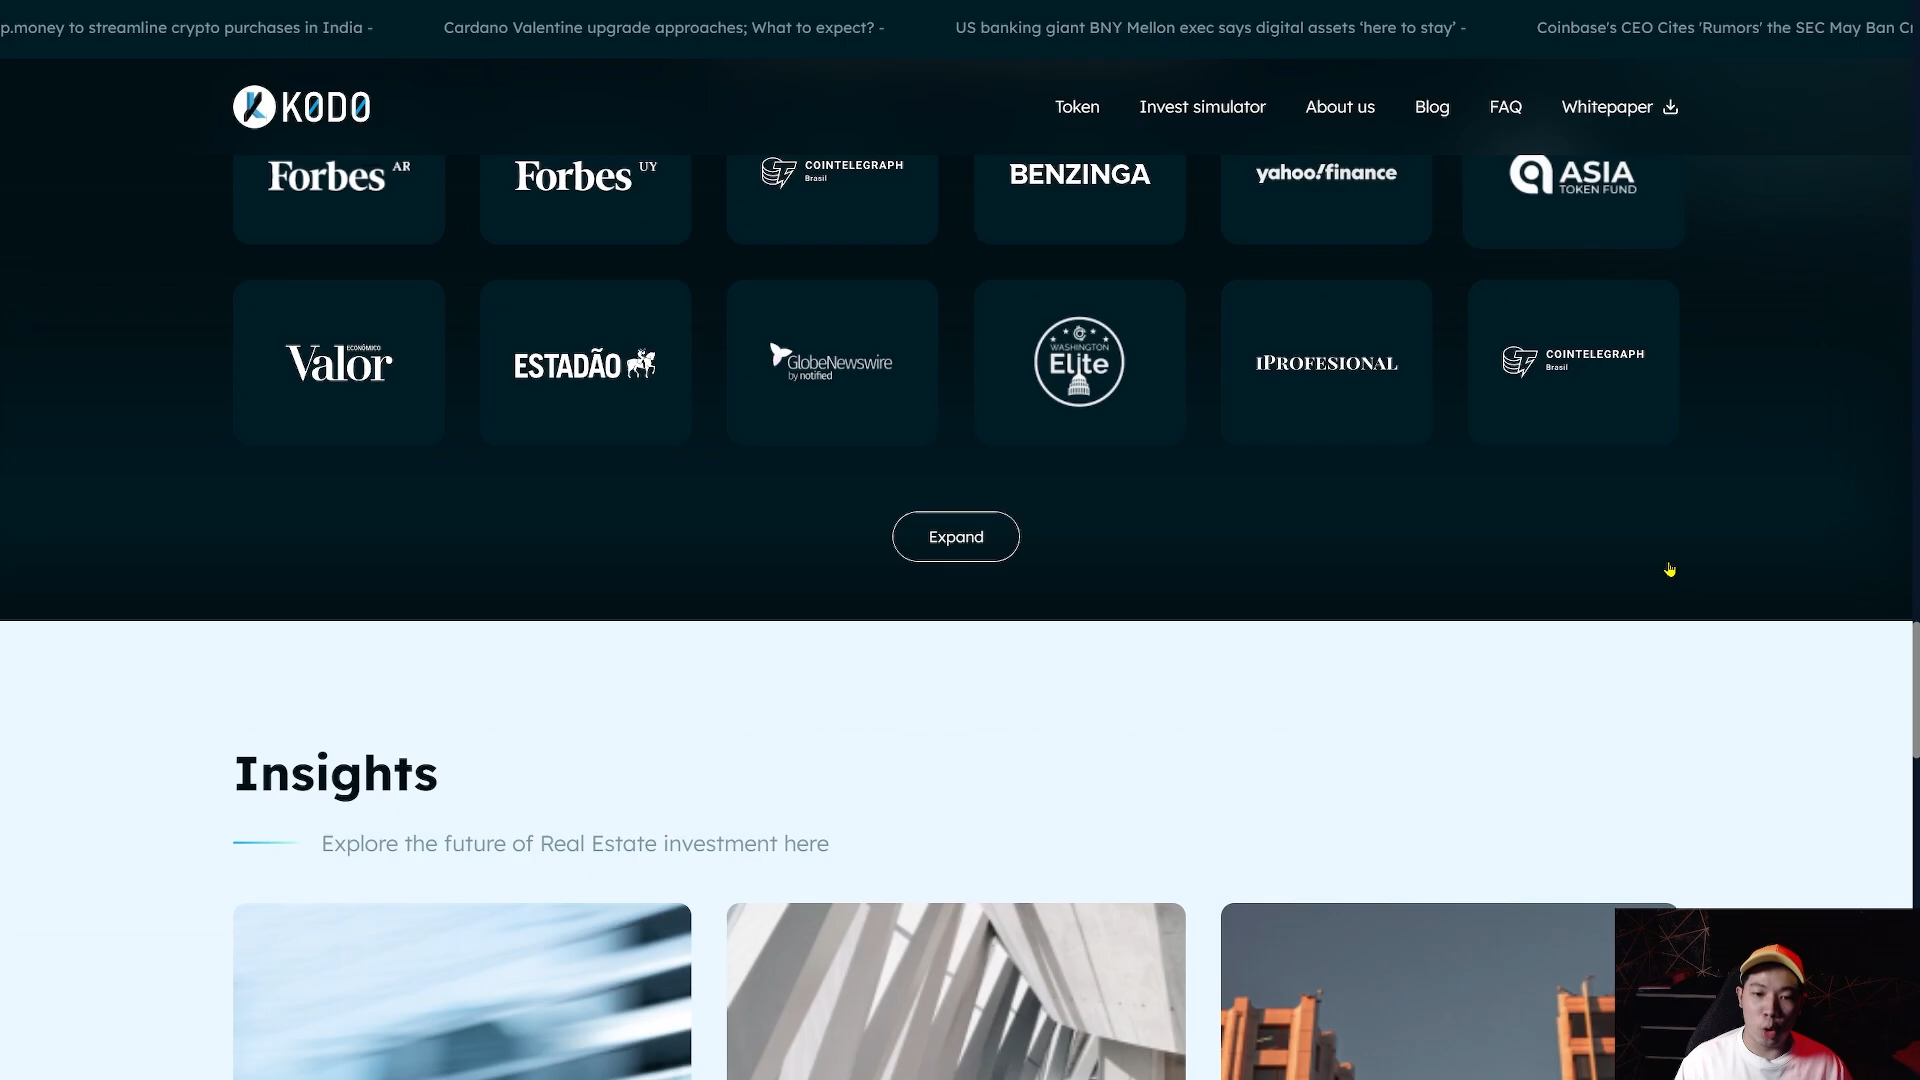 p.money to streamline crypto purchases in India - Cardano Valentine upgrade approaches; What to expect? - US banking giant BNY Mellon exec says digital assets ‘here to stay’ - Coinbase's CEO Cites 'Rumors' the SEC May Ban
KODO Token Invest simulator About us Blog FAQ Whitepaper
Forbes AR
Forbes UY
COINTELEGRAPH
Brasil
BENZINGA
yahoo!finance
ASIA
TOKEN FUND
Valor
ECONÔMICO
ESTADÃO
GlobeNewswire
by notified
WASHINGTON
Elite
IPROFESIONAL
COINTELEGRAPH
Brasil
Expand
Insights
Explore the future of Real Estate investment here